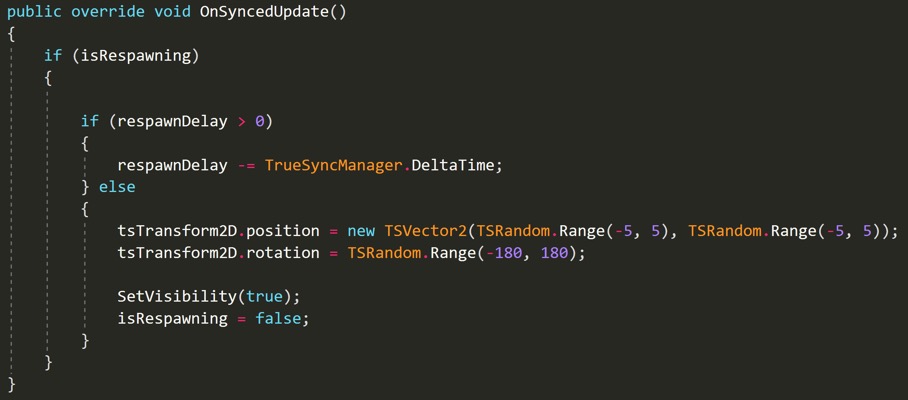 public override void OnSyncedUpdate()
{
    if (isRespawning)
    {

        if (respawnDelay > 0)
        {
            respawnDelay -= TrueSyncManager.DeltaTime;
        } else
        {
            tsTransform2D.position = new TSVector2(TSRandom.Range(-5, 5), TSRandom.Range(-5, 5));
            tsTransform2D.rotation = TSRandom.Range(-180, 180);

            SetVisibility(true);
            isRespawning = false;
        }
    }
}